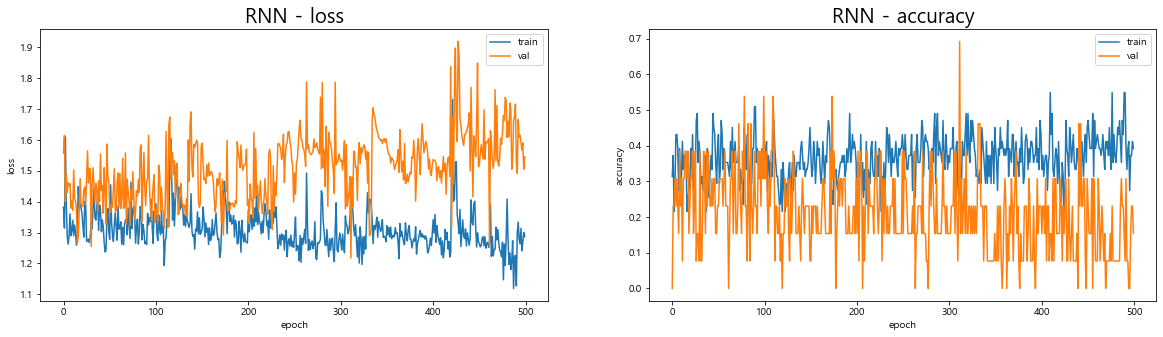 RNN - loss
1.9
1.8
1.7
1.6
1.5
1.4
1.3
1.2
1.1
loss
0 100 200 300 400 500
epoch
train
val
RNN - accuracy
0.7
0.6
0.5
0.4
0.3
0.2
0.1
0.0
accuracy
0 100 200 300 400 500
epoch
train
val